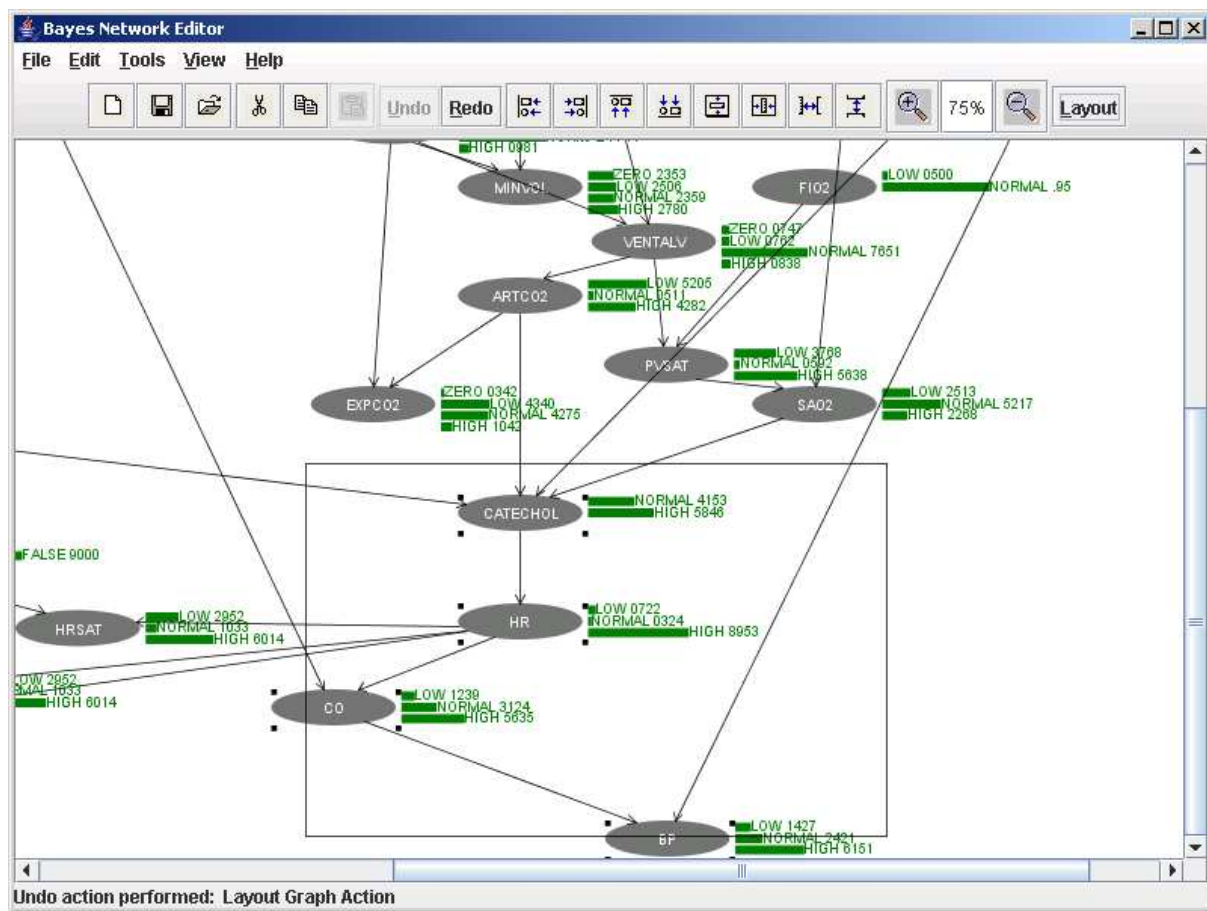 Bayes Network Editor
File Edit Tools View Help
Undo Redo 75% Layout
HIGH 0981
MINVOL
ZERO 2353
LOW 2506
NORMAL 2359
HIGH 2780
FIO2
LOW 0500
NORMAL .95
VENTALV
ZERO 0747
LOW 0762
NORMAL 7651
HIGH 0838
ARTCO2
LOW 5205
NORMAL 0511
HIGH 4282
PVSAT
LOW 3768
NORMAL 0592
HIGH 5638
EXPCO2
ZERO 0342
LOW 4340
NORMAL 4275
HIGH 1042
SAO2
LOW 2513
NORMAL 5217
HIGH 2268
CATECHOL
NORMAL 4153
HIGH 5846
FALSE 9000
HRSAT
LOW 2952
NORMAL 1033
HIGH 6014
HR
LOW 0722
NORMAL 0324
HIGH 8953
LOW 2952
NORMAL 1033
HIGH 6014
CO
LOW 1239
NORMAL 3124
HIGH 5635
BP
LOW 1427
NORMAL 2421
HIGH 6151
Undo action performed: Layout Graph Action